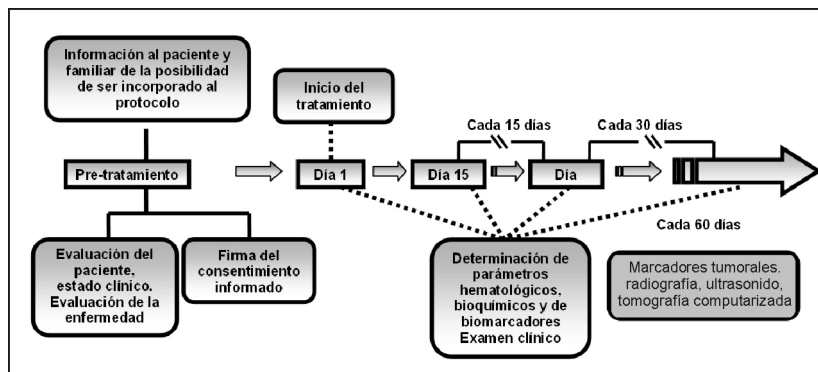 Información al paciente y
familiar de la posibilidad
de ser incorporado al
protocolo
Inicio del
tratamiento
Cada 15 días
Cada 30 días
Pre-tratamiento
Día 1
Día 15
Día
Cada 60 días
Evaluación del
paciente,
estado clínico.
Evaluación de la
enfermedad
Firma del
consentimiento
informado
Determinación de
parámetros
hematológicos,
bioquímicos y de
biomarcadores
Examen clínico
Marcadores tumorales.
radiografía, ultrasonido,
tomografía computarizada